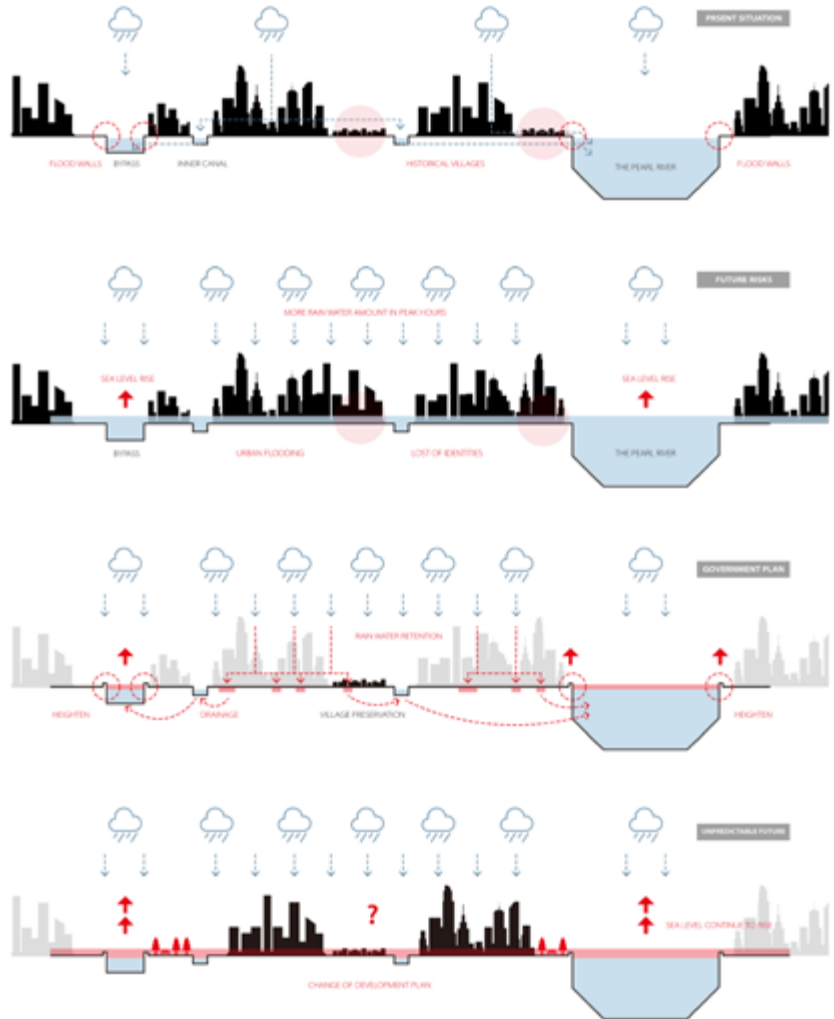 PRSENT SITUATION
FLOOD WALLS
BYPASS
INNER CANAL
HISTORICAL VILLAGES
THE PEARL RIVER
FLOOD WALLS
FUTURE RISKS
MORE RAIN WATER AMOUNT IN PEAK HOURS
SEA LEVEL RISE
SEA LEVEL RISE
BYPASS
URBAN FLOODING
LOST OF IDENTITIES
THE PEARL RIVER
GOVERNMENT PLAN
RAIN WATER RETENTION
HEIGHTEN
DRAINAGE
VILLAGE PRESERVATION
?
?
HEIGHTEN
UNPREDICTABLE FUTURE
?
SEA LEVEL CONTINUE TO RISE
CHANGE OF DEVELOPMENT PLAN